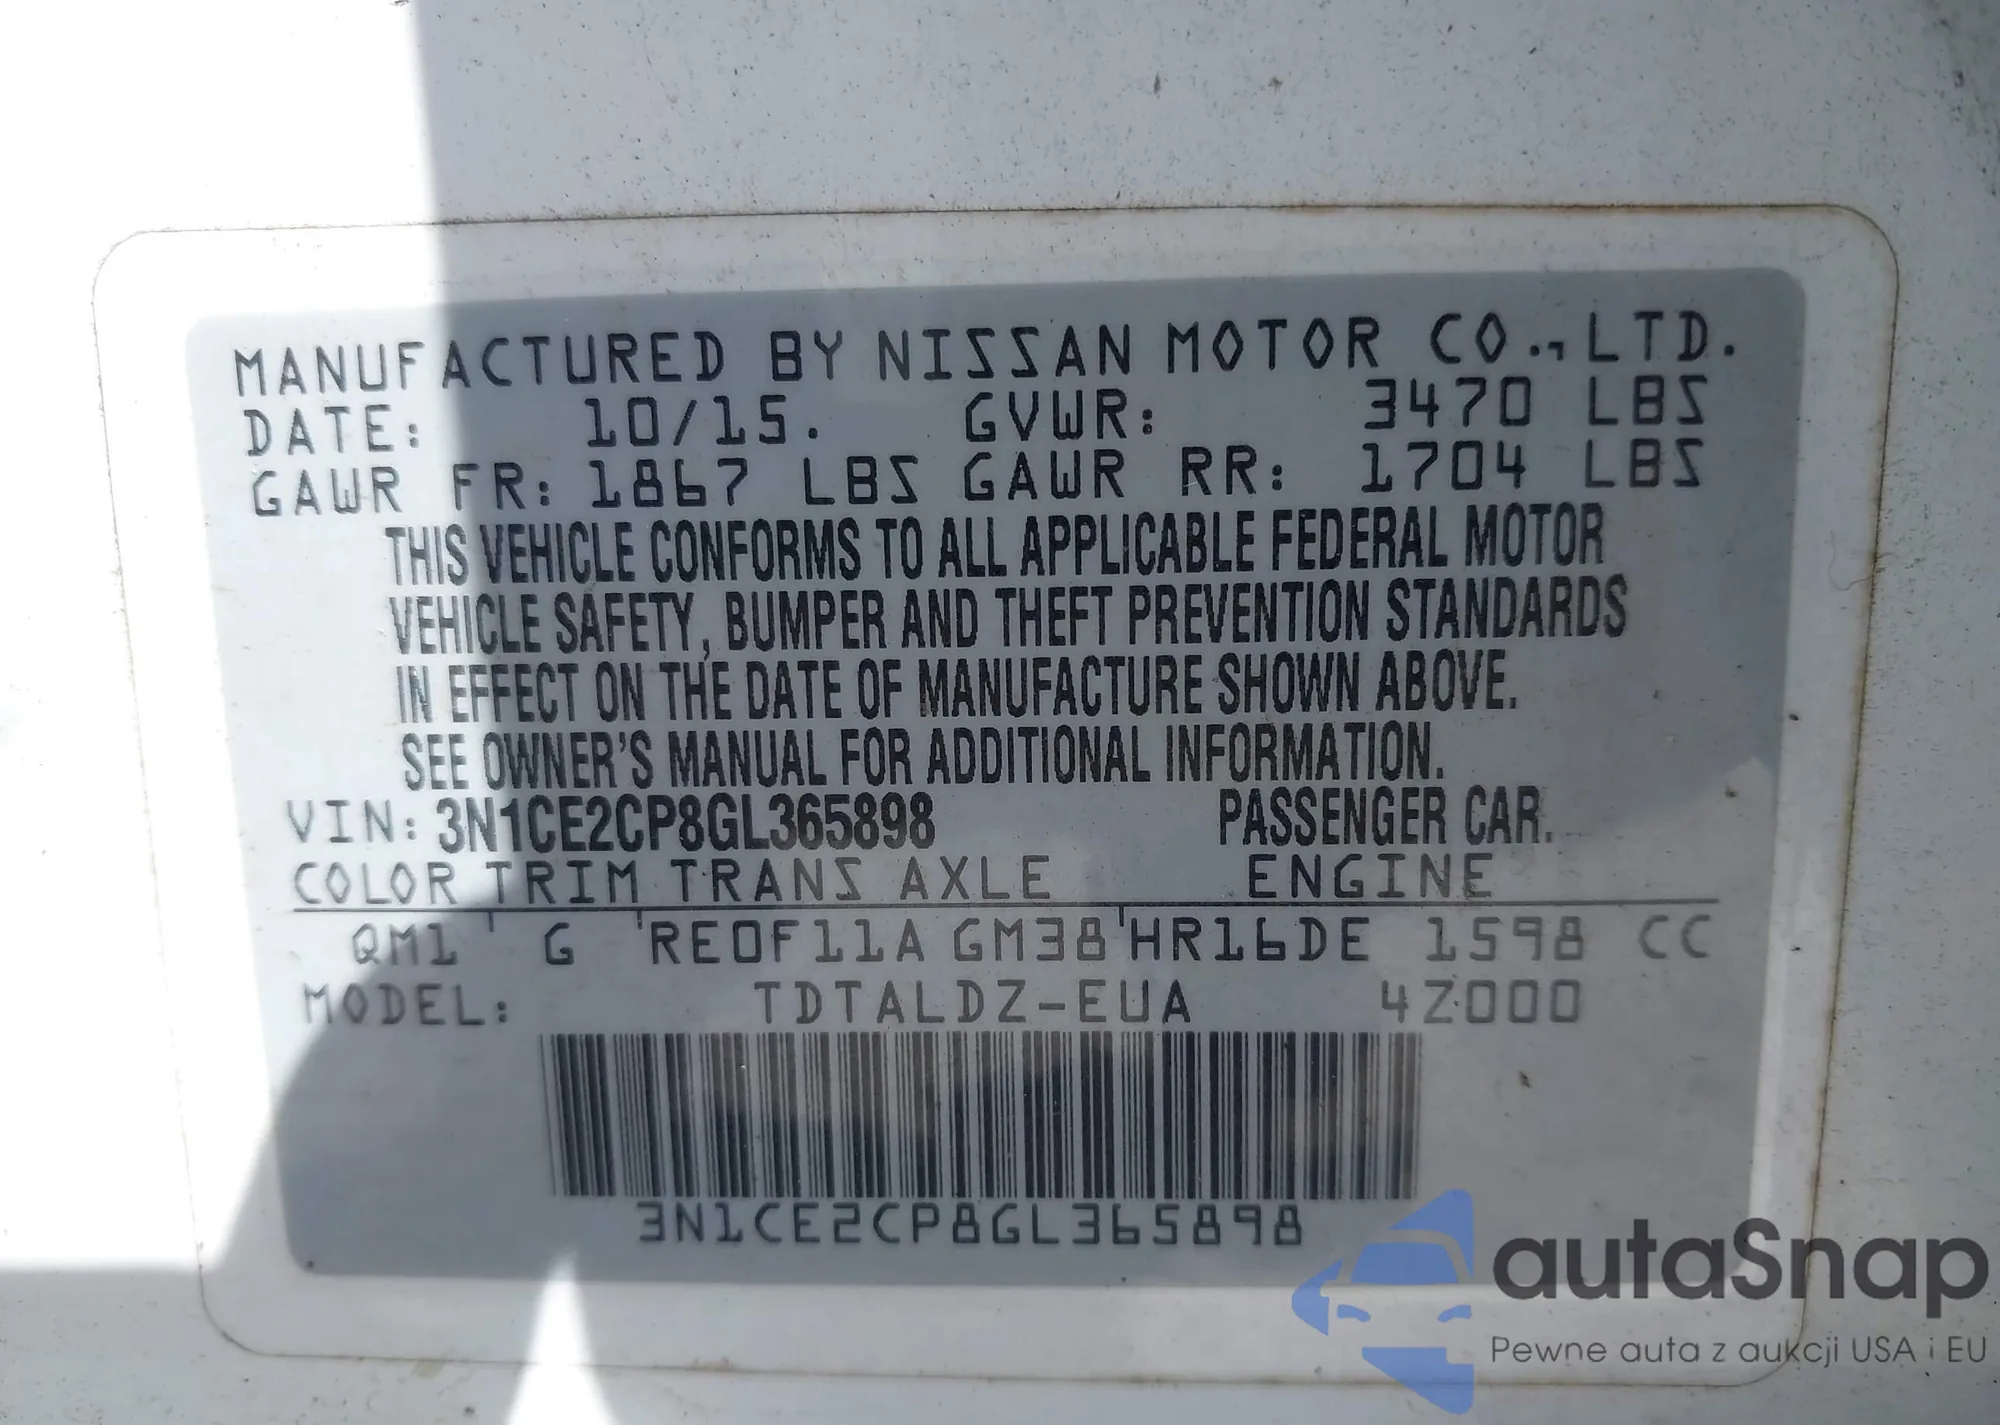 MANUFACTURED BY NISSAN MOTOR CO.,LTD.
DATE: 10/15. GVWR: 3470 LBS
GAWR FR: 1867 LBS GAWR RR: 1704 LBS
THIS VEHICLE CONFORMS TO ALL APPLICABLE FEDERAL MOTOR
VEHICLE SAFETY, BUMPER AND THEFT PREVENTION STANDARDS
IN EFFECT ON THE DATE OF MANUFACTURE SHOWN ABOVE.
SEE OWNER'S MANUAL FOR ADDITIONAL INFORMATION.
VIN: 3N1CE2CP8GL365898 PASSENGER CAR.
COLOR TRIM TRANS AXLE ENGINE
QM1 ' G 'RE0F11A GM38'HR16DE 1598 CC
MODEL: TDTALDZ-EUA 4Z000
3N1CE2CP8GL365898
autaSnap
Pewne auta z aukcji USA i EU